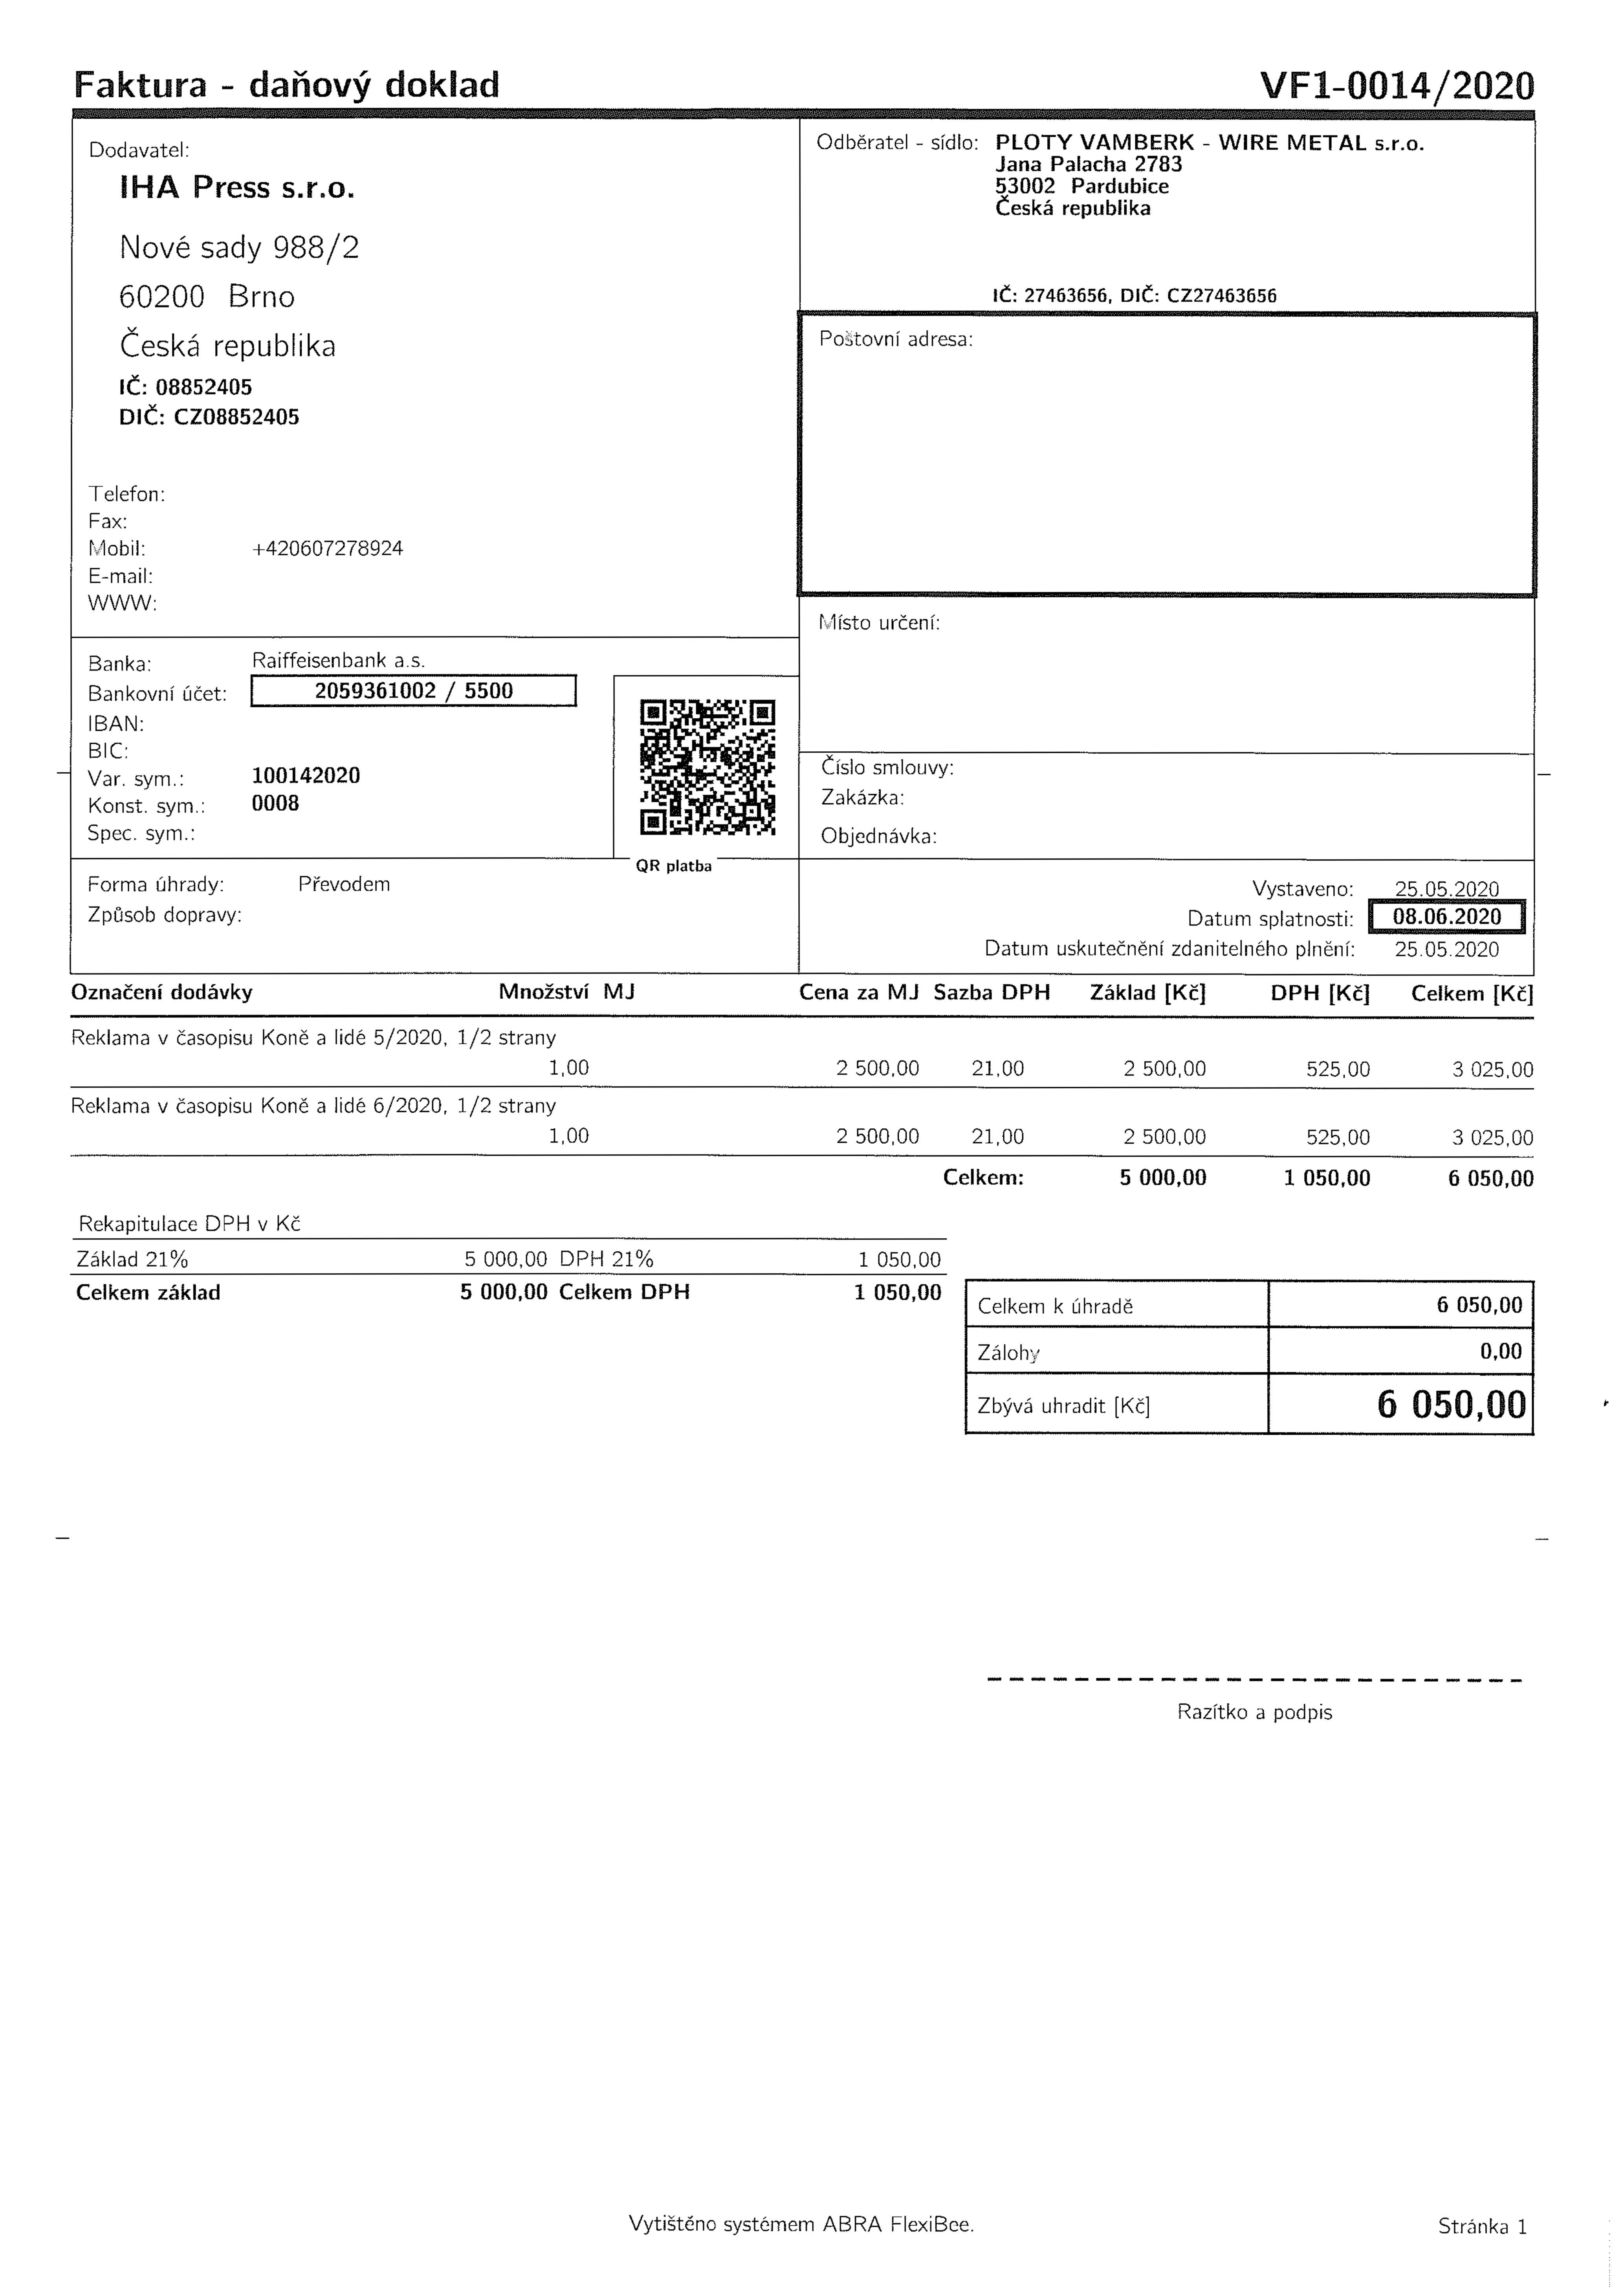 Faktura - daňový doklad
VF1-0014/2020
Dodavatel:
IHA Press s.r.o.
Nové sady 988/2
60200 Brno
Česká republika
IČ: 08852405
DIČ: CZ08852405
Telefon:
Fax:
Mobil: +420607278924
E-mail:
WWW:
Odběratel - sídlo: PLOTY VAMBERK - WIRE METAL s.r.o.
Jana Palacha 2783
53002 Pardubice
Česká republika
IČ: 27463656, DIČ: CZ27463656
Poštovní adresa:
Místo určení:
Banka: Raiffeisenbank a.s.
Bankovní účet: 2059361002 / 5500
IBAN:
BIC:
Var. sym.: 100142020
Konst. sym.: 0008
Spec. sym.:
QR platba
Číslo smlouvy:
Zakázka:
Objednávka:
Forma úhrady: Převodem
Způsob dopravy:
Vystaveno: 25.05.2020
Datum splatnosti: 08.06.2020
Datum uskutečnění zdanitelného plnění: 25.05.2020
Označení dodávky Množství MJ Cena za MJ Sazba DPH Základ [Kč] DPH [Kč] Celkem [Kč]
Reklama v časopisu Koně a lidé 5/2020, 1/2 strany
1,00 2 500,00 21,00 2 500,00 525,00 3 025,00
Reklama v časopisu Koně a lidé 6/2020, 1/2 strany
1,00 2 500,00 21,00 2 500,00 525,00 3 025,00
Celkem: 5 000,00 1 050,00 6 050,00
Rekapitulace DPH v Kč
Základ 21% 5 000,00 DPH 21% 1 050,00
Celkem základ 5 000,00 Celkem DPH 1 050,00
Celkem k úhradě 6 050,00
Zálohy 0,00
Zbývá uhradit [Kč] 6 050,00
Razítko a podpis
Vytištěno systémem ABRA FlexiBee.
Stránka 1